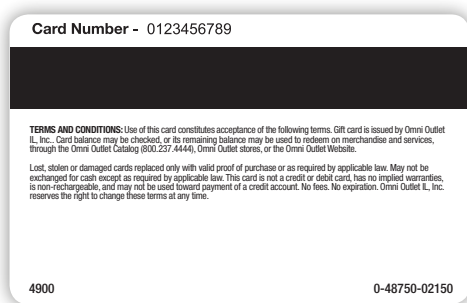 Card Number - 0123456789
TERMS AND CONDITIONS: Use of this card constitutes acceptance of the following terms. Gift card is issued by Omni Outlet
IL, Inc.. Card balance may be checked, or its remaining balance may be used to redeem on merchandise and services,
through the Omni Outlet Catalog (800.237.4444), Omni Outlet stores, or the Omni Outlet Website.
Lost, stolen or damaged cards replaced only with valid proof of purchase or as required by applicable law. May not be
exchanged for cash except as required by applicable law. This card is not a credit or debit card, has no implied warranties,
is non-rechargeable, and may not be used toward payment of a credit account. No fees. No expiration. Omni Outlet IL, Inc.
reserves the right to change these terms at any time.
4900
0-48750-02150